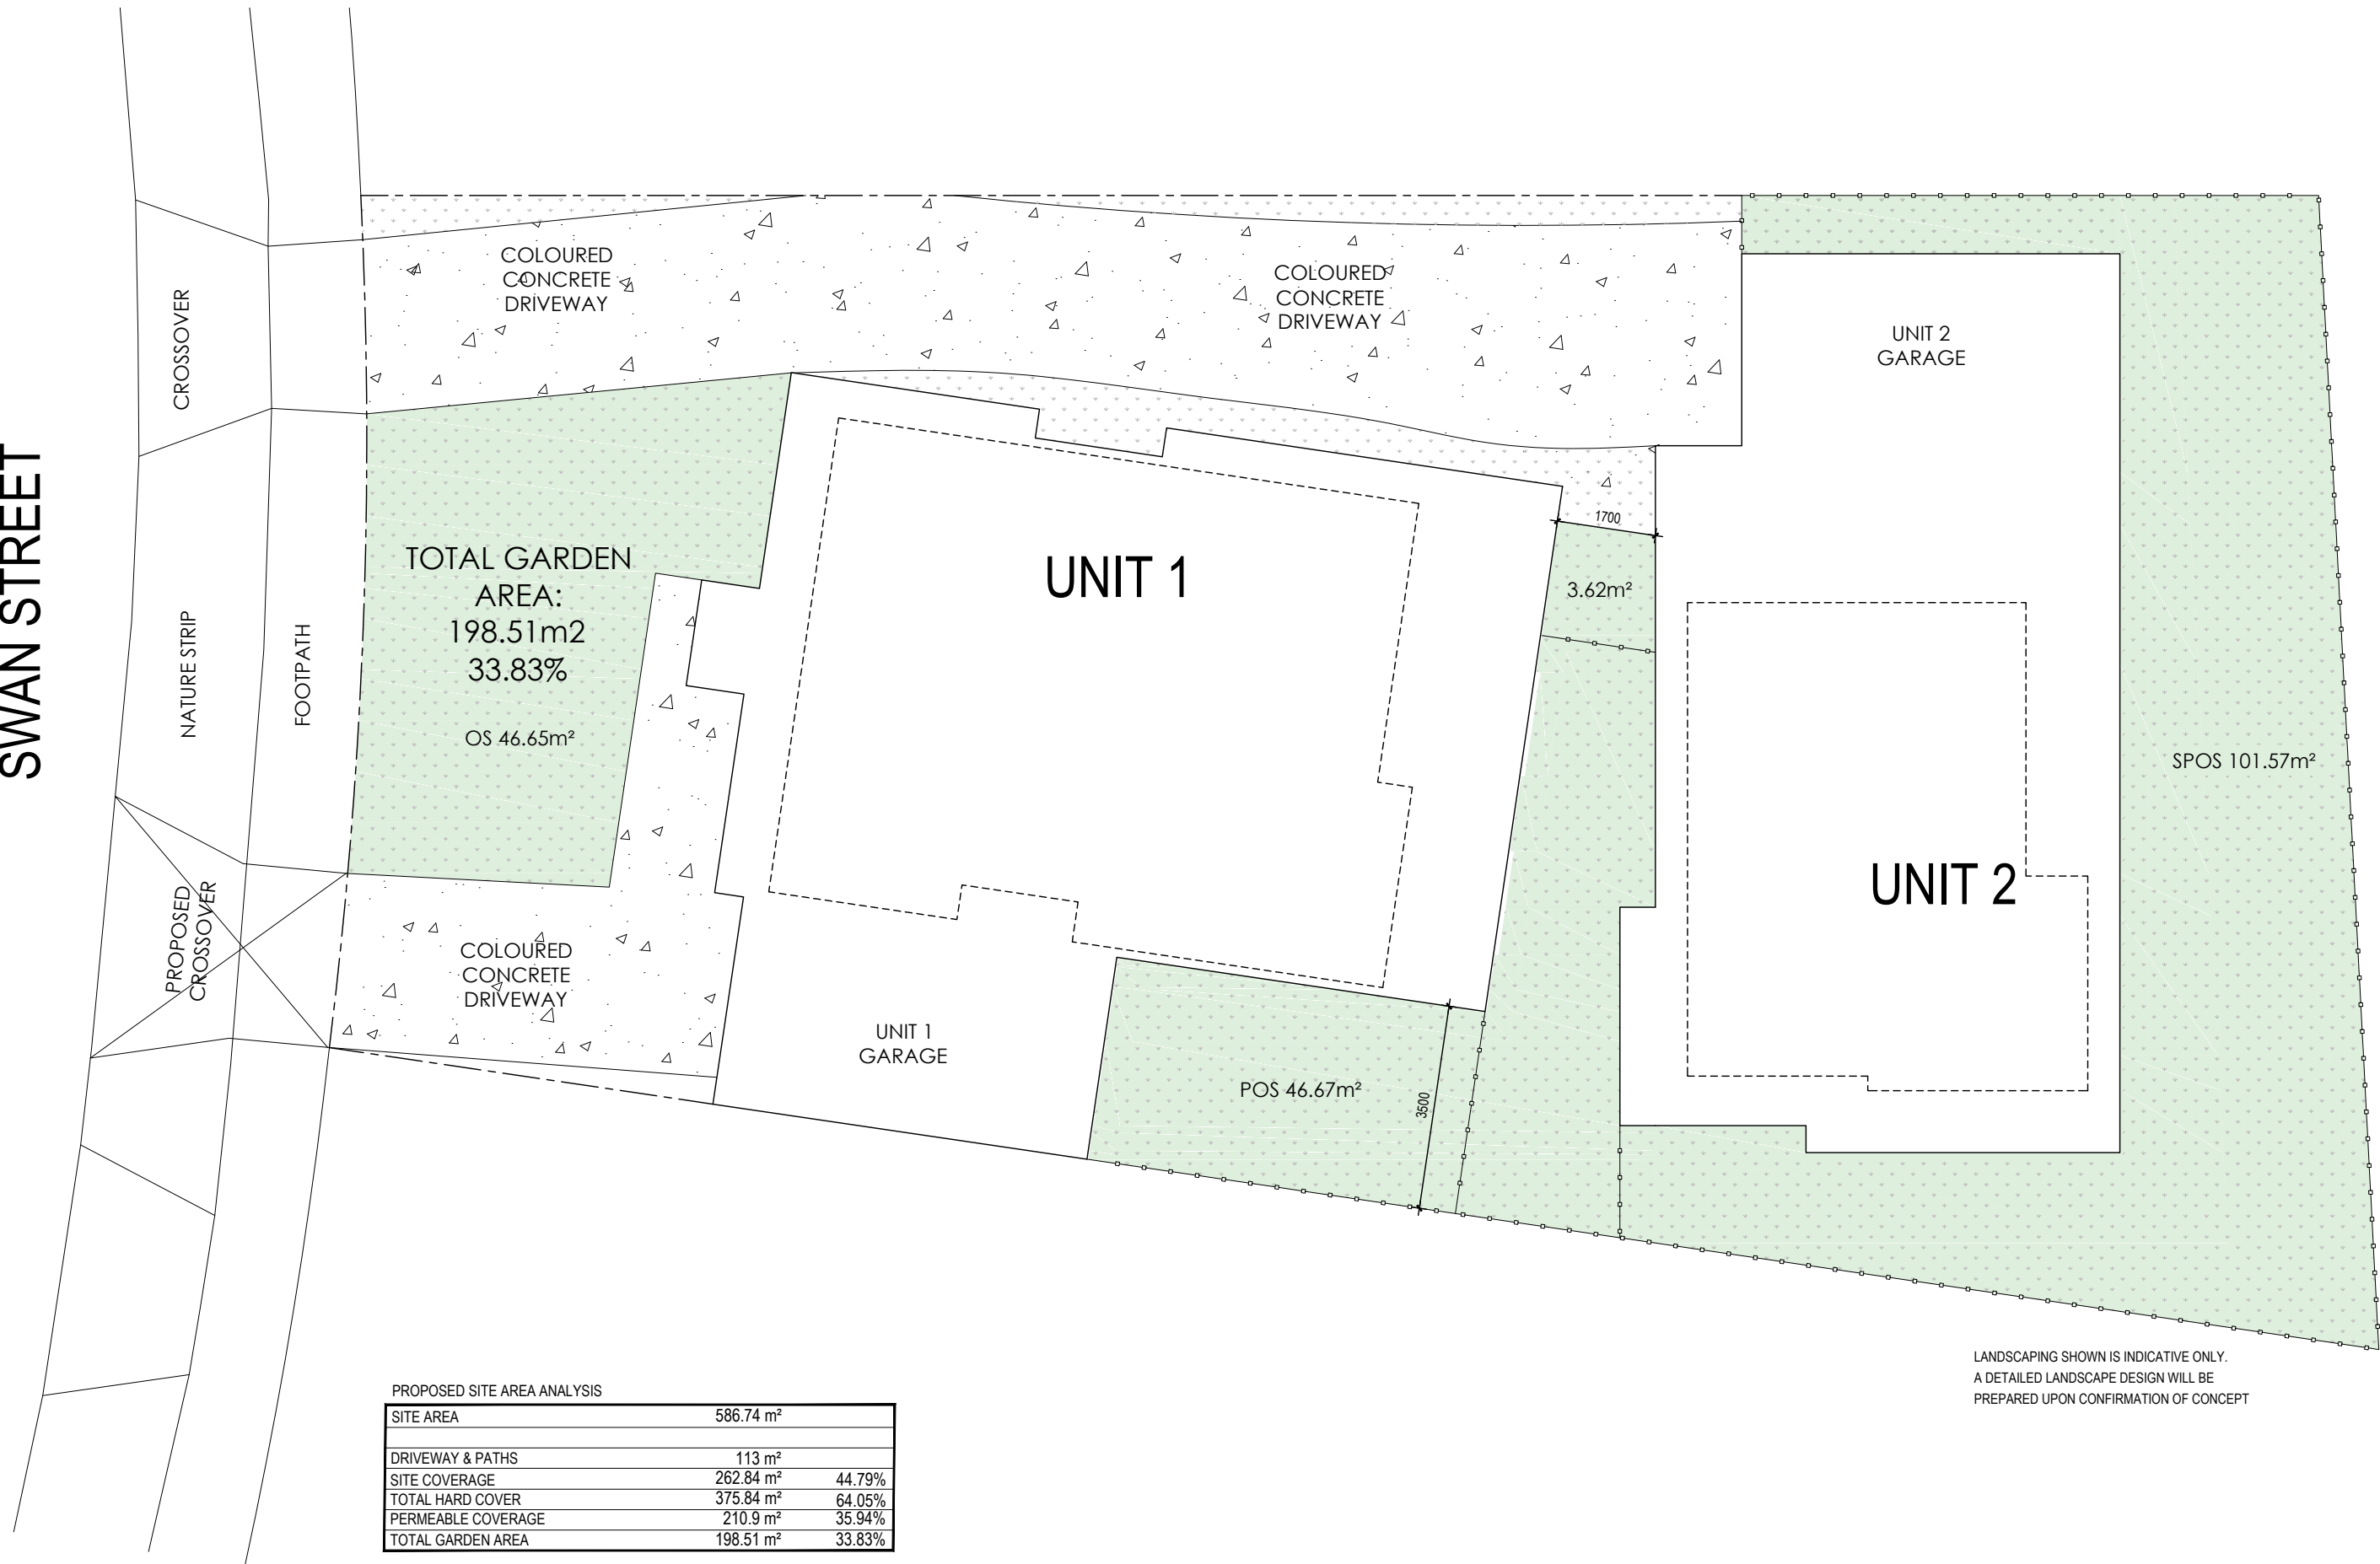 SWAN STREET
CROSSOVER
NATURE STRIP
FOOTPATH
PROPOSED
CROSSOVER
COLOURED
CONCRETE
DRIVEWAY
COLOURED
CONCRETE
DRIVEWAY
UNIT 2
GARAGE
TOTAL GARDEN
AREA:
198.51m2
33.83%
OS 46.65m²
UNIT 1
1700
3.62m²
SPOS 101.57m²
UNIT 2
COLOURED
CONCRETE
DRIVEWAY
UNIT 1
GARAGE
POS 46.67m²
3500
LANDSCAPING SHOWN IS INDICATIVE ONLY.
A DETAILED LANDSCAPE DESIGN WILL BE
PREPARED UPON CONFIRMATION OF CONCEPT
PROPOSED SITE AREA ANALYSIS
SITE AREA 586.74 m²
DRIVEWAY & PATHS 113 m²
SITE COVERAGE 262.84 m² 44.79%
TOTAL HARD COVER 375.84 m² 64.05%
PERMEABLE COVERAGE 210.9 m² 35.94%
TOTAL GARDEN AREA 198.51 m² 33.83%